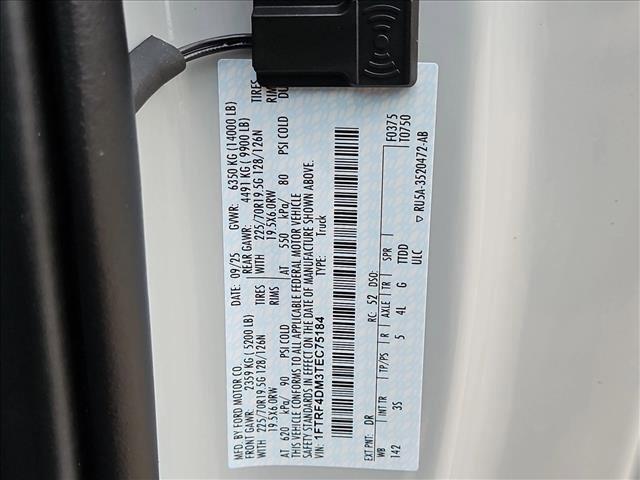 MFD. BY FORD MOTOR CO.
DATE: 09/25 GVWR: 6350 KG (14000 LB)
FRONT GAWR: 2359 KG (5200 LB) REAR GAWR: 4491 KG (9900 LB)
WITH 225/70R19.5G 128/126N TIRES WITH 225/70R19.5G 128/126N TIRES
19.5X6.0RW RIMS 19.5X6.0RW RIMS
AT 620 kPa/ 90 PSI COLD AT 550 kPa/ 80 PSI COLD DU
THIS VEHICLE CONFORMS TO ALL APPLICABLE FEDERAL MOTOR VEHICLE
SAFETY STANDARDS IN EFFECT ON THE DATE OF MANUFACTURE SHOWN ABOVE.
VIN: 1FTRF4DM3TEC75184 TYPE: Truck
F0375
T0750
EXT PNT: DR RC: 52 DSO:
WB INT TR TP/PS R AXLE TR SPR
142 35 5 4L G TTDD
ULC RU5A-3520472-AB